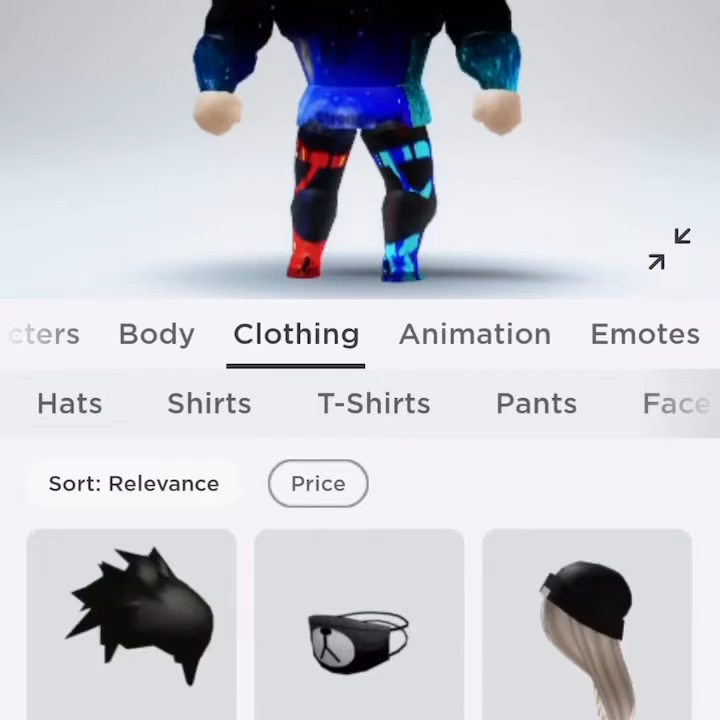 cters Body Clothing Animation Emotes
Hats Shirts T-Shirts Pants Face
Sort: Relevance Price